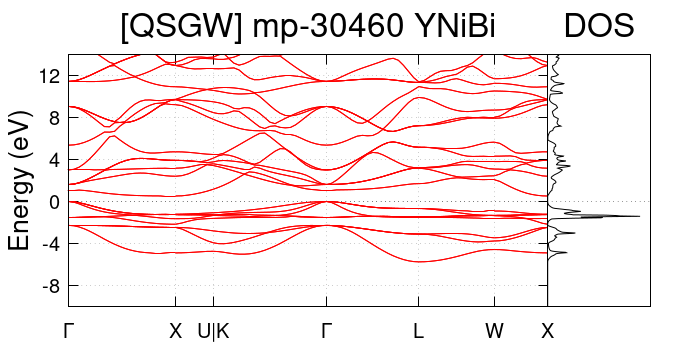 [QSGW] mp-30460 YNiBi DOS
Energy (eV)
12
8
4
0
-4
-8
Γ X U|K Γ L W X